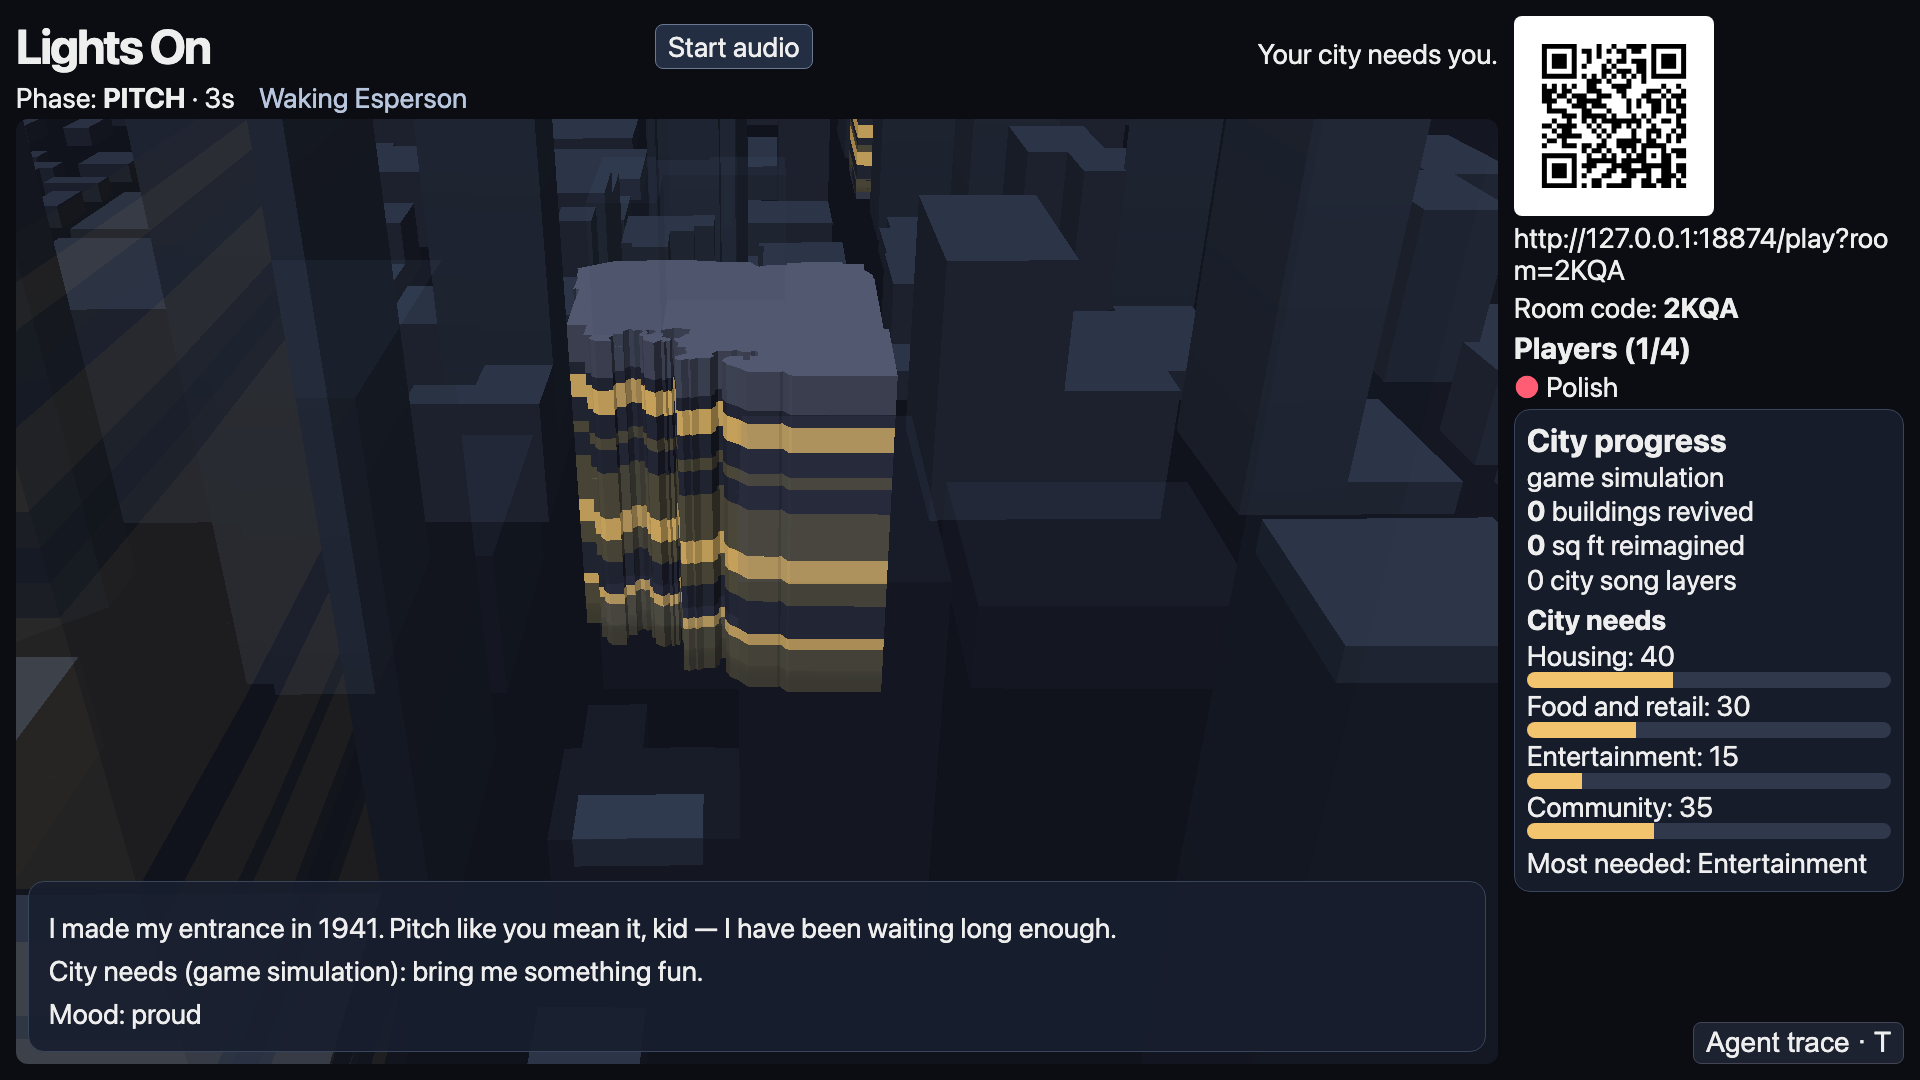 Lights On
Start audio
Your city needs you.
Phase: PITCH · 3s Waking Esperson
http://127.0.0.1:18874/play?roo
m=2KQA
Room code: 2KQA
Players (1/4)
Polish
City progress
game simulation
0 buildings revived
0 sq ft reimagined
0 city song layers
City needs
Housing: 40
Food and retail: 30
Entertainment: 15
Community: 35
Most needed: Entertainment
I made my entrance in 1941. Pitch like you mean it, kid — I have been waiting long enough.
City needs (game simulation): bring me something fun.
Mood: proud
Agent trace · T